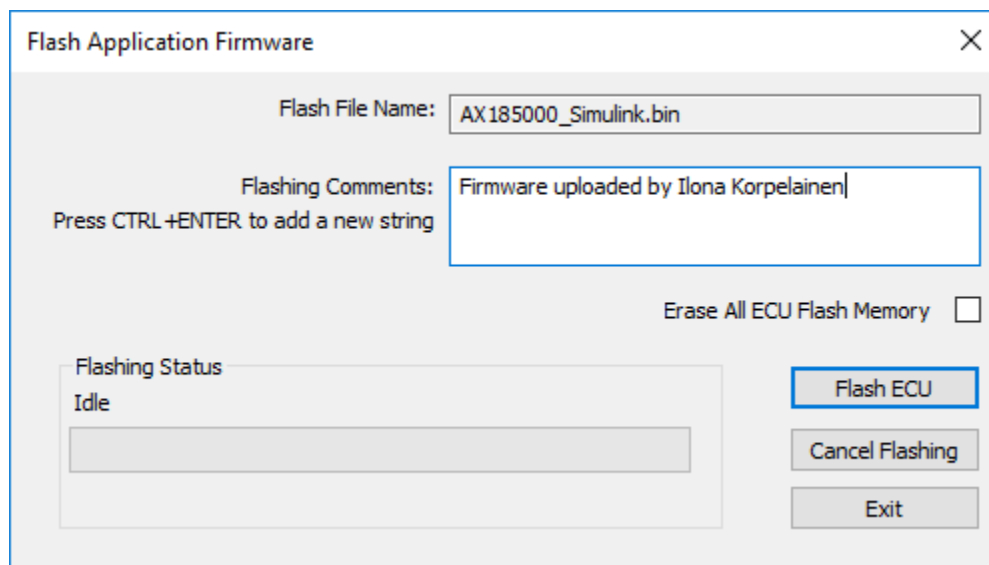 Flash Application Firmware
Flash File Name: AX185000_Simulink.bin
Flashing Comments: Firmware uploaded by Ilona Korpelainen
Press CTRL+ENTER to add a new string
Erase All ECU Flash Memory
Flashing Status
Idle
Flash ECU
Cancel Flashing
Exit